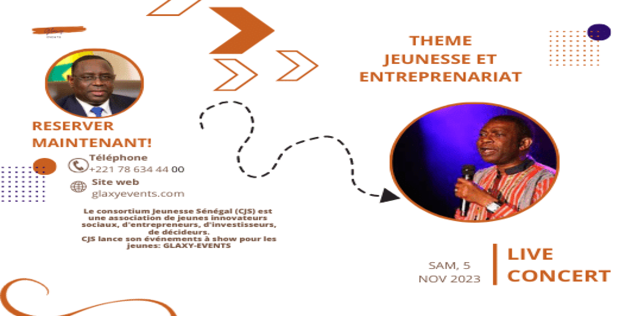 RESERVER
MAINTENANT!
Téléphone
+221 78 634 44 00
Site web
glaxyevents.com
Le consortium Jeunesse Sénégal (CJS) est
une association de jeunes innovateurs
sociaux, d'entrepreneurs, d'investisseurs,
de décideurs.
CJS lance son événements à show pour les
jeunes: GLAXY-EVENTS
THEME
JEUNESSE ET
ENTREPRENARIAT
SAM, 5
NOV 2023
LIVE
CONCERT